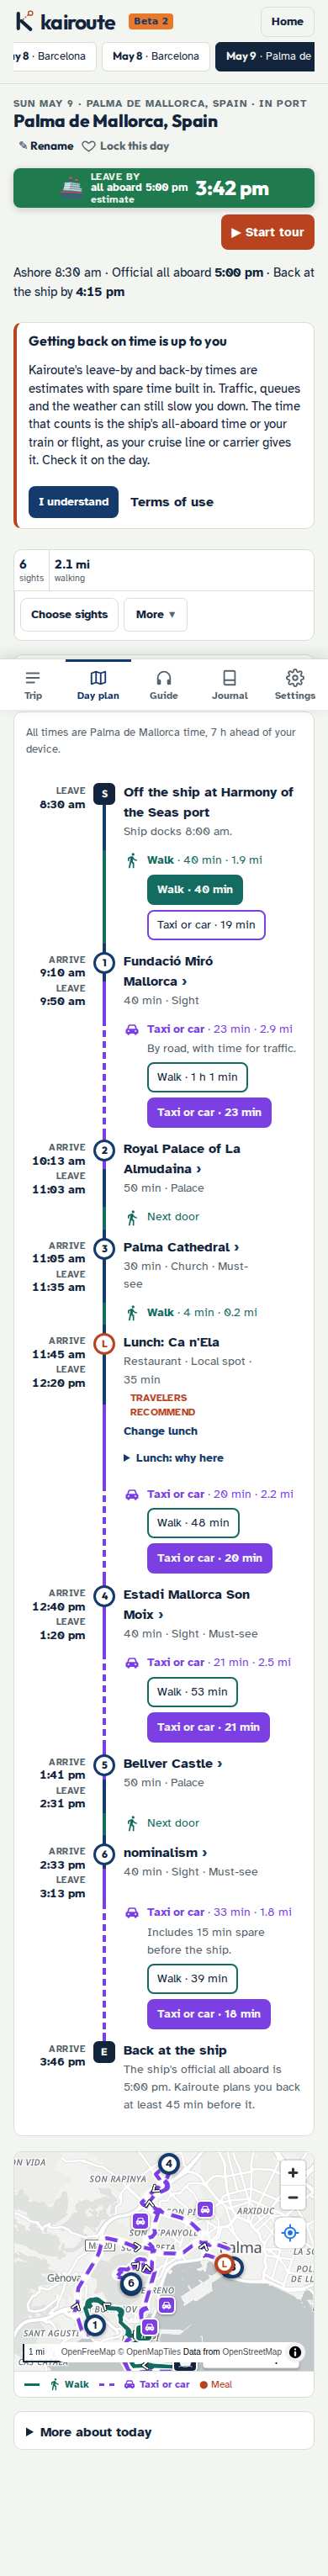 kairoute Beta 2 Home
ay 8 · Barcelona May 8 · Barcelona May 9 · Palma de
SUN MAY 9 · PALMA DE MALLORCA, SPAIN · IN PORT
Palma de Mallorca, Spain
Rename Lock this day
LEAVE BY
all aboard 5:00 pm 3:42 pm
estimate
Start tour
Ashore 8:30 am · Official all aboard 5:00 pm · Back at
the ship by 4:15 pm
Getting back on time is up to you
Kairoute's leave-by and back-by times are
estimates with spare time built in. Traffic, queues
and the weather can still slow you down. The time
that counts is the ship's all-aboard time or your
train or flight, as your cruise line or carrier gives
it. Check it on the day.
I understand Terms of use
6 2.1 mi
sights walking
Choose sights More ▾
Trip Day plan Guide Journal Settings
All times are Palma de Mallorca time, 7 h ahead of your
device.
LEAVE S Off the ship at Harmony of
8:30 am the Seas port
Ship docks 8:00 am.
Walk · 40 min · 1.9 mi
Walk · 40 min
Taxi or car · 19 min
ARRIVE 1 Fundació Miró
9:10 am Mallorca ›
LEAVE
9:50 am 40 min · Sight
Taxi or car · 23 min · 2.9 mi
By road, with time for traffic.
Walk · 1 h 1 min
Taxi or car · 23 min
ARRIVE 2 Royal Palace of La
10:13 am Almudaina ›
LEAVE
11:03 am 50 min · Palace
Next door
ARRIVE 3 Palma Cathedral ›
11:05 am 30 min · Church · Must-
LEAVE see
11:35 am
Walk · 4 min · 0.2 mi
ARRIVE L Lunch: Ca n'Ela
11:45 am Restaurant · Local spot ·
LEAVE 35 min
12:20 pm
TRAVELERS
RECOMMEND
Change lunch
Lunch: why here
Taxi or car · 20 min · 2.2 mi
Walk · 48 min
Taxi or car · 20 min
ARRIVE 4 Estadi Mallorca Son
12:40 pm Moix ›
LEAVE
1:20 pm 40 min · Sight · Must-see
Taxi or car · 21 min · 2.5 mi
Walk · 53 min
Taxi or car · 21 min
ARRIVE 5 Bellver Castle ›
1:41 pm 50 min · Palace
LEAVE
2:31 pm
Next door
ARRIVE 6 nominalism ›
2:33 pm 40 min · Sight · Must-see
LEAVE
3:13 pm
Taxi or car · 33 min · 1.8 mi
Includes 15 min spare
before the ship.
Walk · 39 min
Taxi or car · 18 min
ARRIVE E Back at the ship
3:46 pm The ship's official all aboard is
5:00 pm. Kairoute plans you back
at least 45 min before it.
ON VIDA 4 +
SON RAPINYA ARXIDUC −
Gènova 6 L
1
1 mi OpenFreeMap © OpenMapTiles Data from OpenStreetMap
Walk Taxi or car Meal
More about today